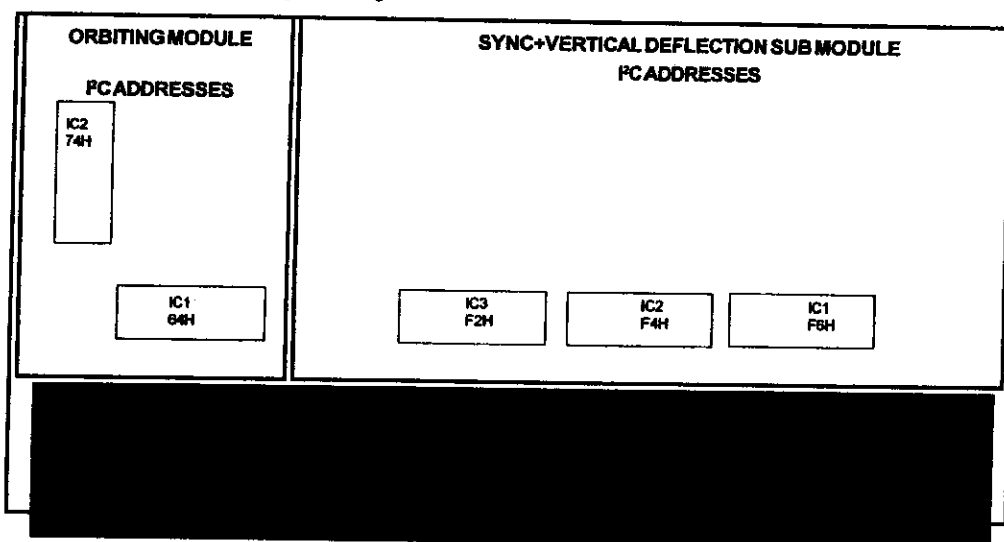 ORBITING MODULE
I²C ADDRESSES
IC2
74H
IC1
64H
SYNC+VERTICAL DEFLECTION SUB MODULE
I²C ADDRESSES
IC3
F2H
IC2
F4H
IC1
F6H